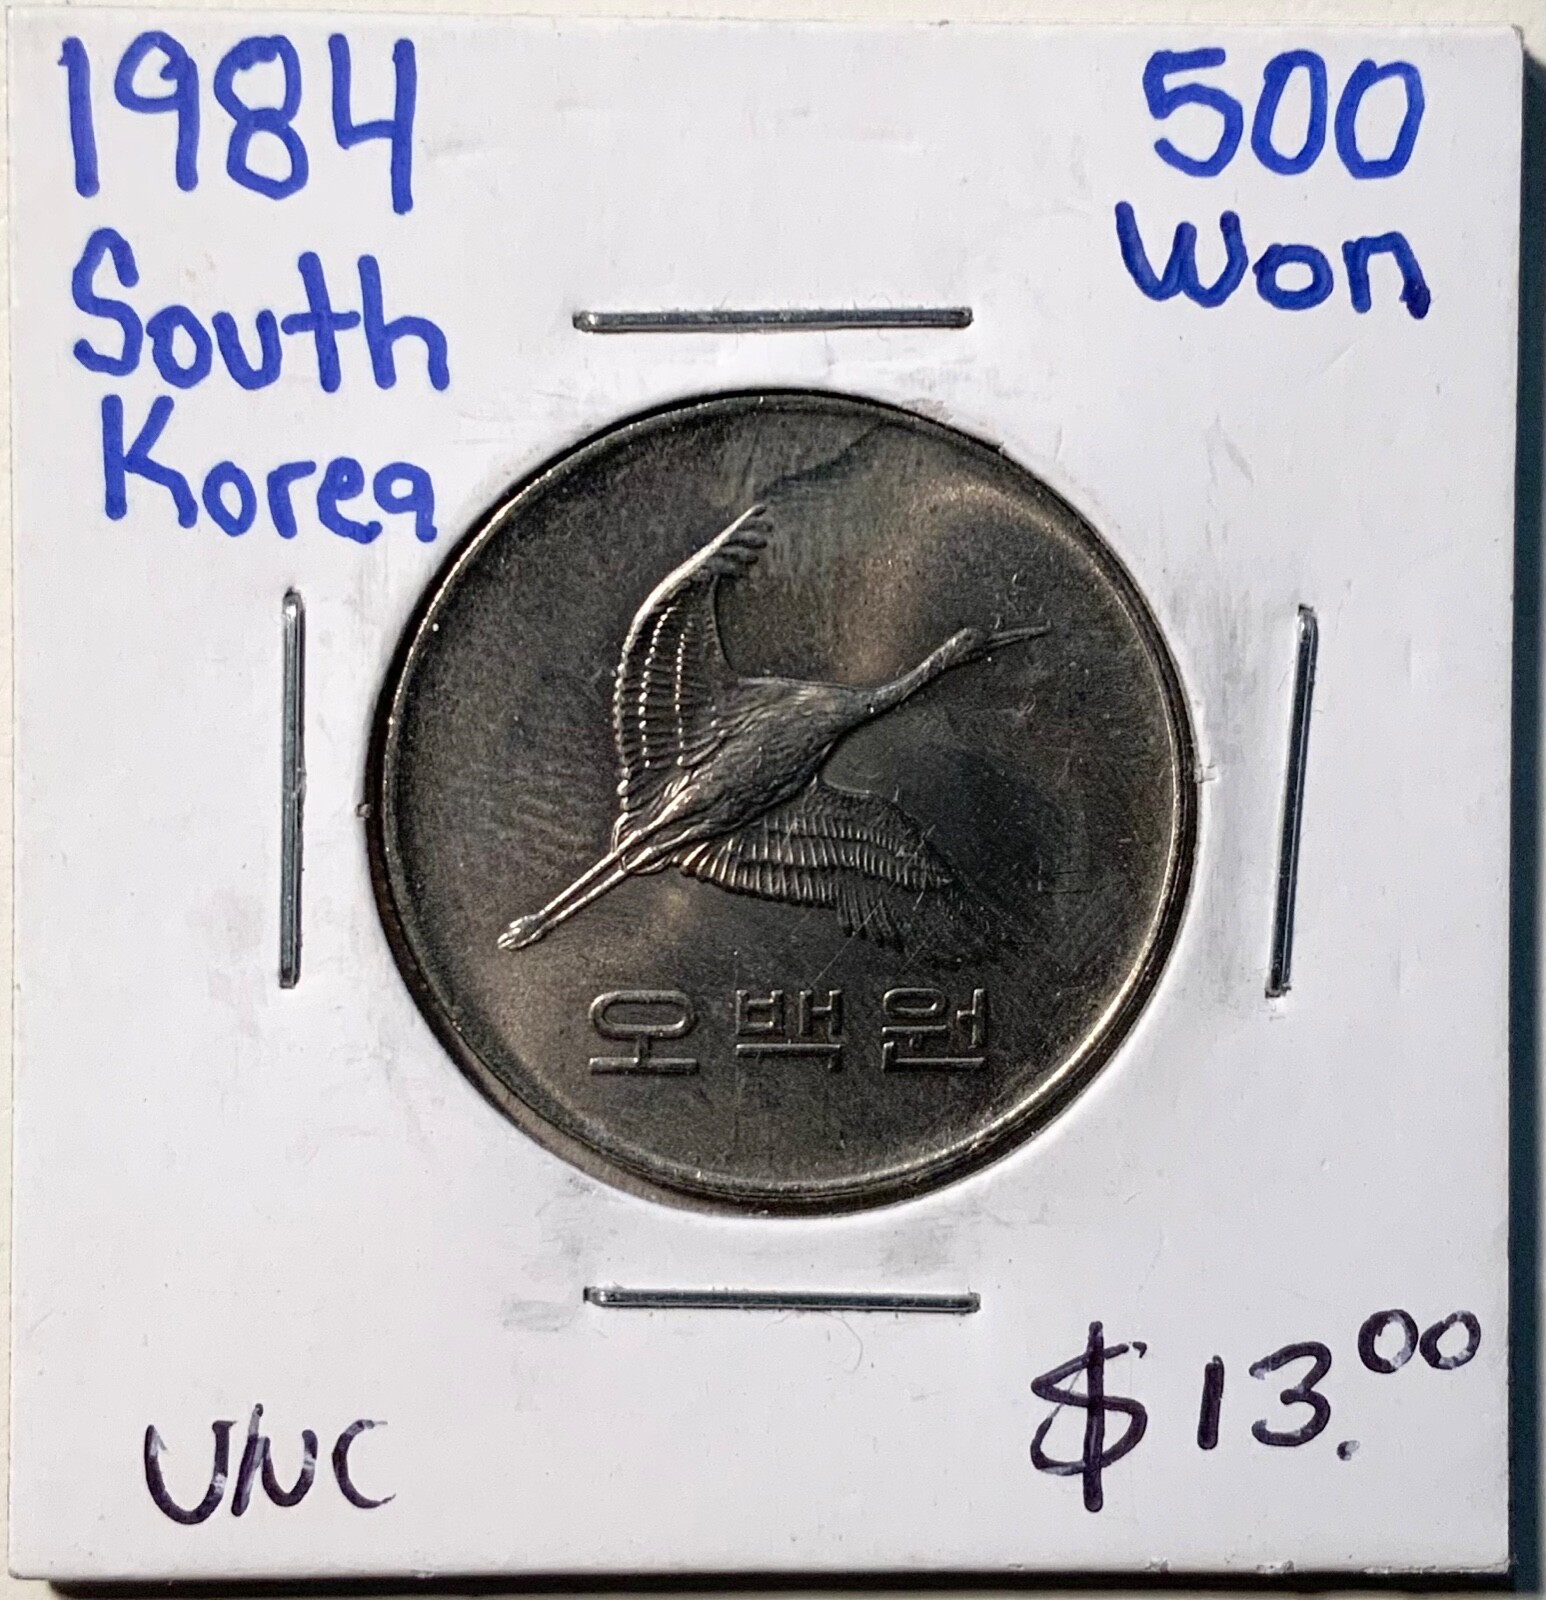 1984
South
Korea
500
Won
오백원
UNC
$13.00